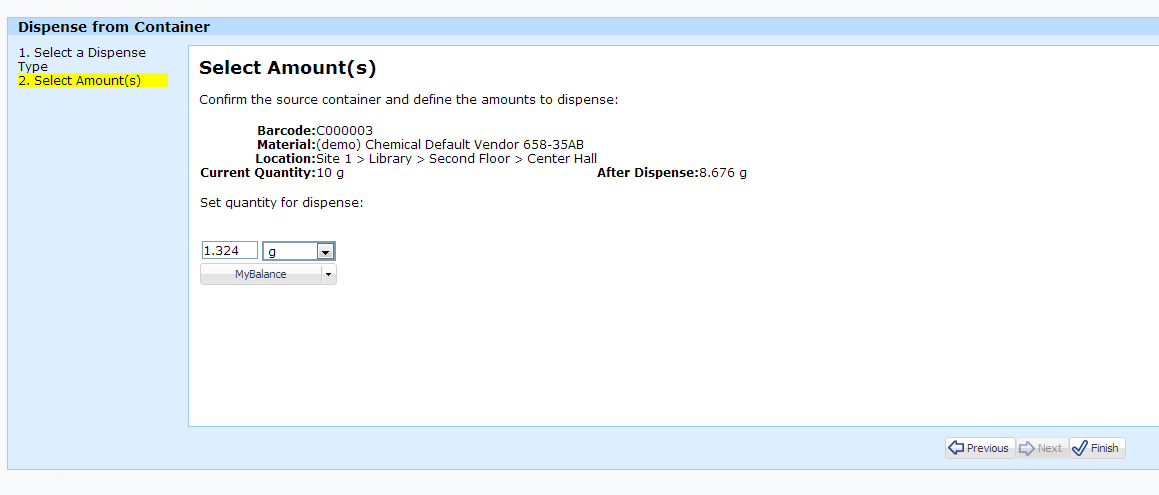 Dispense from Container
1. Select a Dispense
Type
2. Select Amount(s)
Select Amount(s)
Confirm the source container and define the amounts to dispense:
Barcode:C000003
Material:(demo) Chemical Default Vendor 658-35AB
Location:Site 1 > Library > Second Floor > Center Hall
Current Quantity:10 g After Dispense:8.676 g
Set quantity for dispense:
1.324 g
MyBalance
Previous Next Finish